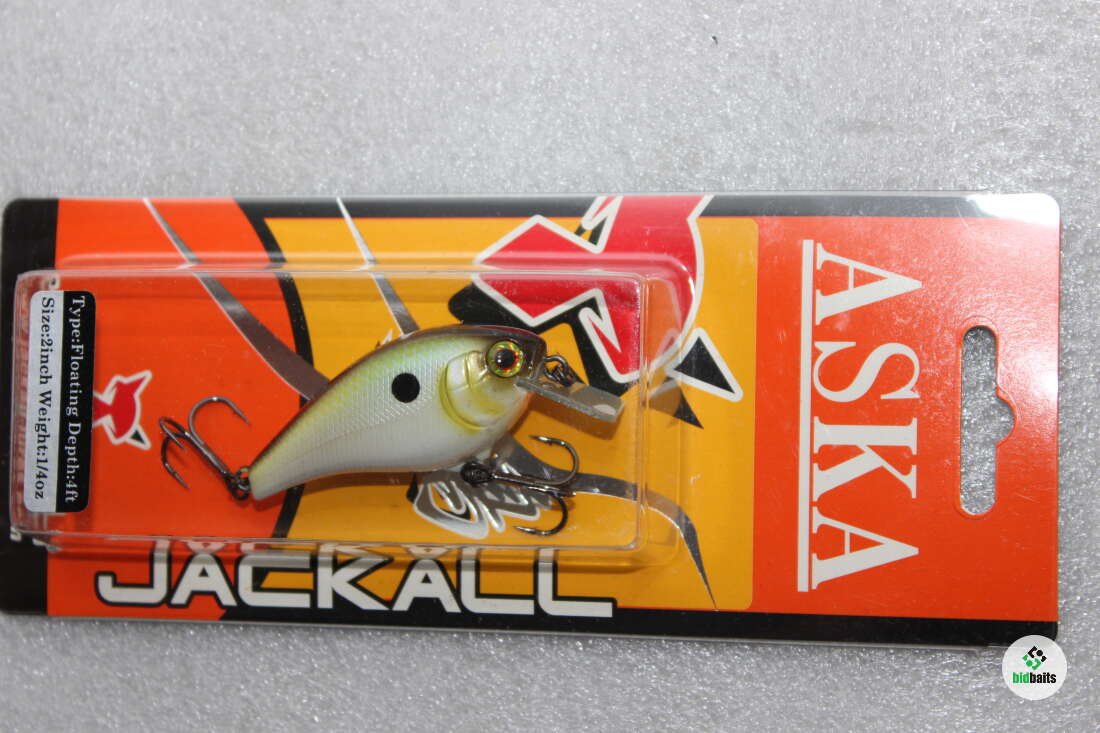 Type:Floating Depth:4ft
Size:2inch Weight:1/4oz
JACKALL
ASKA
bidbaits